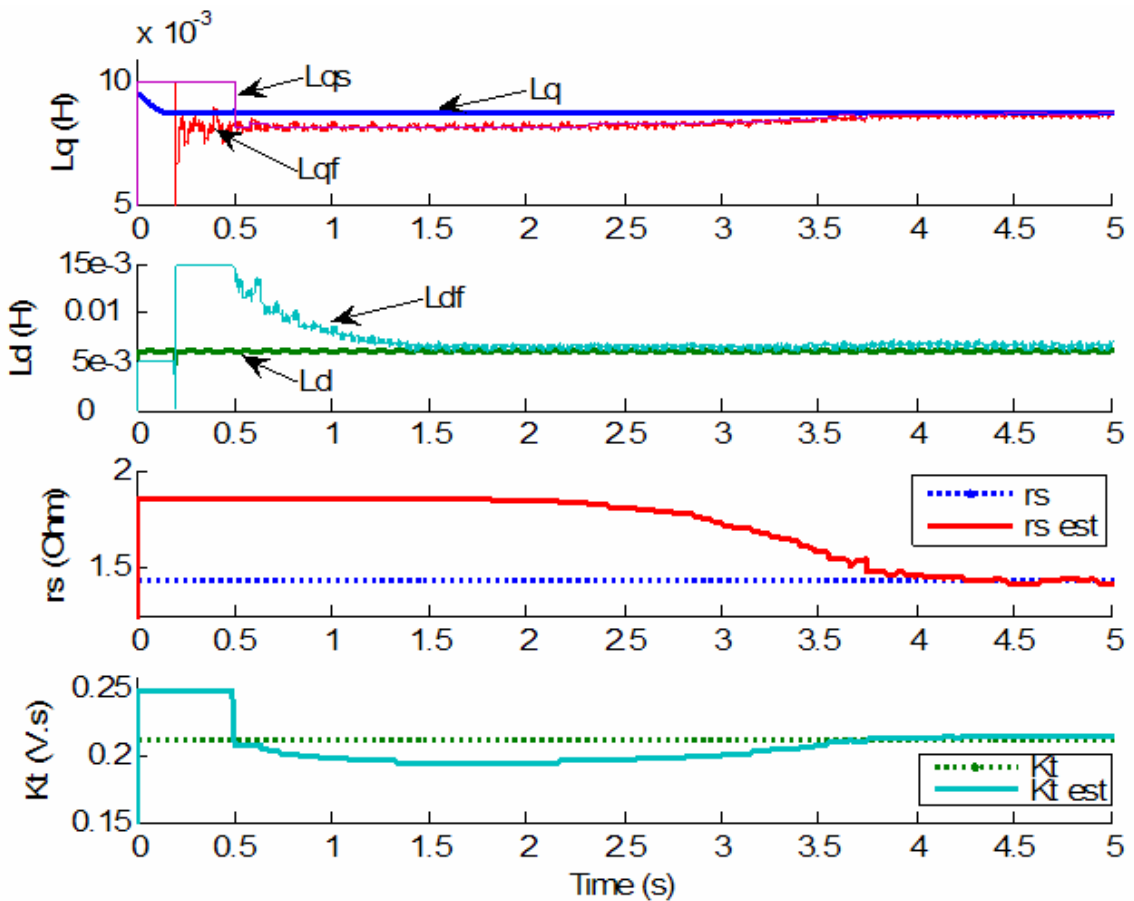 x 10^-3
10
Lq (H)
5
Lqs
Lq
Lqf
0 0.5 1 1.5 2 2.5 3 3.5 4 4.5 5
15e-3
0.01
Ld (H)
5e-3
0
Ldf
Ld
0 0.5 1 1.5 2 2.5 3 3.5 4 4.5 5
2
rs (Ohm)
1.5
rs
rs est
0 0.5 1 1.5 2 2.5 3 3.5 4 4.5 5
0.25
Kt (V.s)
0.2
0.15
Kt
Kt est
0 0.5 1 1.5 2 2.5 3 3.5 4 4.5 5
Time (s)